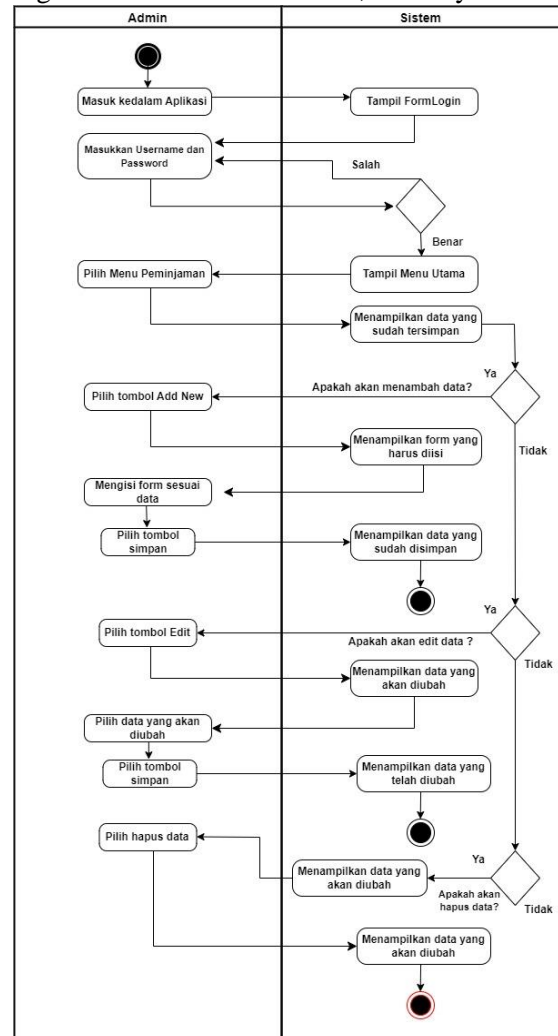 Admin
Sistem
Masuk kedalam Aplikasi
Tampil FormLogin
Masukkan Username dan
Password
Salah
Benar
Pilih Menu Peminjaman
Tampil Menu Utama
Menampilkan data yang
sudah tersimpan
Ya
Apakah akan menambah data?
Pilih tombol Add New
Tidak
Menampilkan form yang
harus diisi
Mengisi form sesuai
data
Pilih tombol
simpan
Menampilkan data yang
sudah disimpan
Ya
Pilih tombol Edit
Apakah akan edit data ?
Tidak
Menampilkan data yang
akan diubah
Pilih data yang akan
diubah
Pilih tombol
simpan
Menampilkan data yang
telah diubah
Pilih hapus data
Ya
Menampilkan data yang
akan diubah
Apakah akan
hapus data?
Tidak
Menampilkan data yang
akan diubah